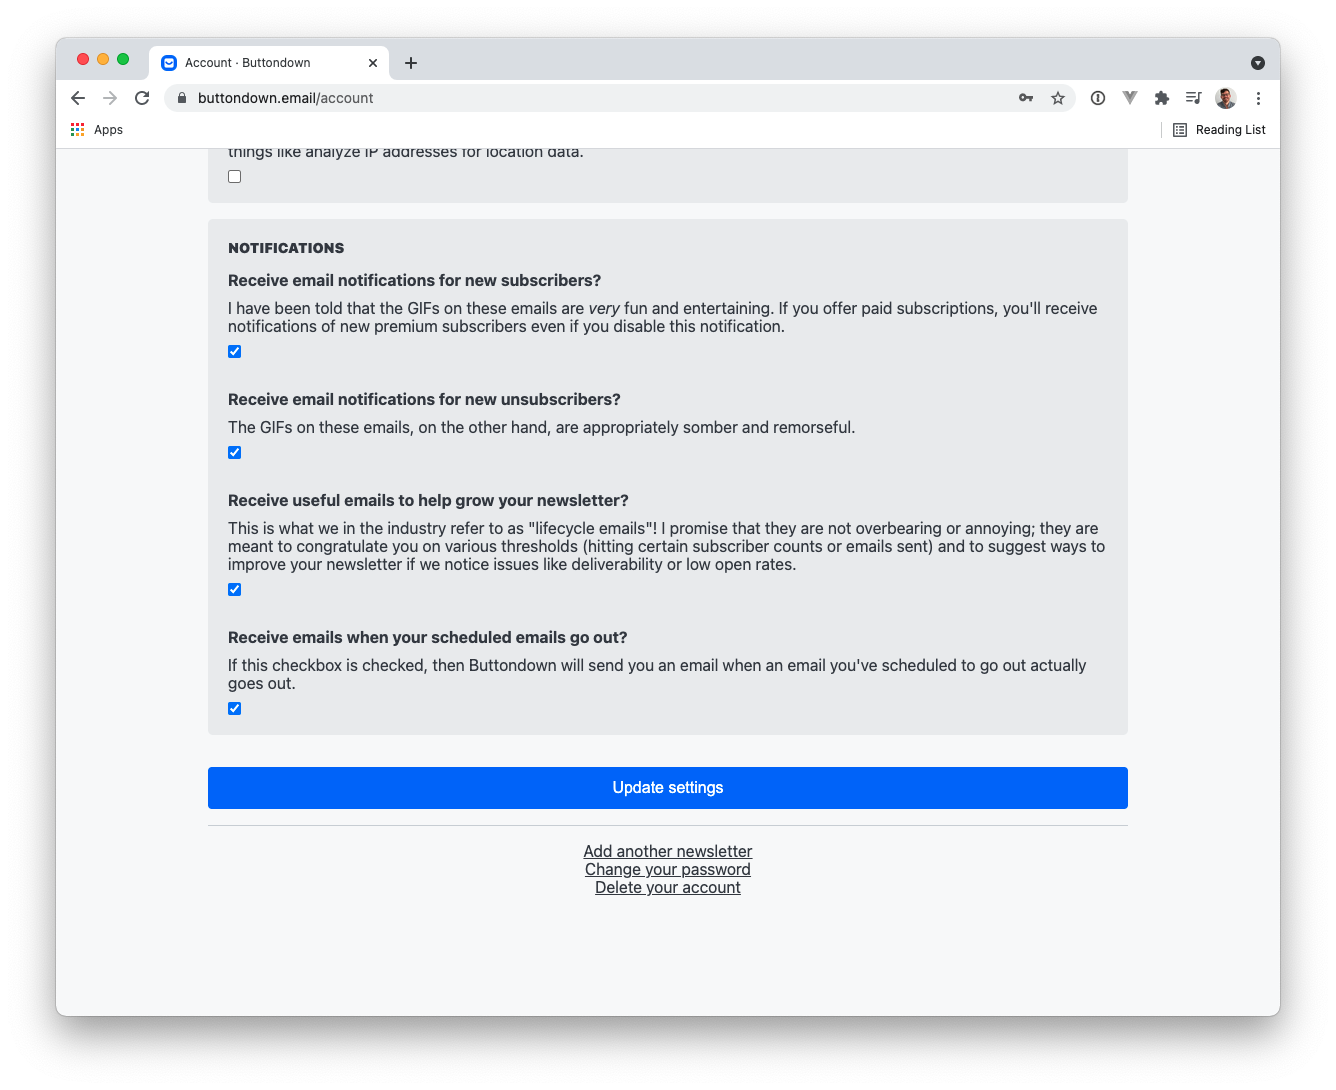 Account · Buttondown
buttondown.email/account
Apps
Reading List
things like analyze IP addresses for location data.
NOTIFICATIONS
Receive email notifications for new subscribers?
I have been told that the GIFs on these emails are very fun and entertaining. If you offer paid subscriptions, you'll receive
notifications of new premium subscribers even if you disable this notification.
Receive email notifications for new unsubscribers?
The GIFs on these emails, on the other hand, are appropriately somber and remorseful.
Receive useful emails to help grow your newsletter?
This is what we in the industry refer to as "lifecycle emails"! I promise that they are not overbearing or annoying; they are
meant to congratulate you on various thresholds (hitting certain subscriber counts or emails sent) and to suggest ways to
improve your newsletter if we notice issues like deliverability or low open rates.
Receive emails when your scheduled emails go out?
If this checkbox is checked, then Buttondown will send you an email when an email you've scheduled to go out actually
goes out.
Update settings
Add another newsletter
Change your password
Delete your account